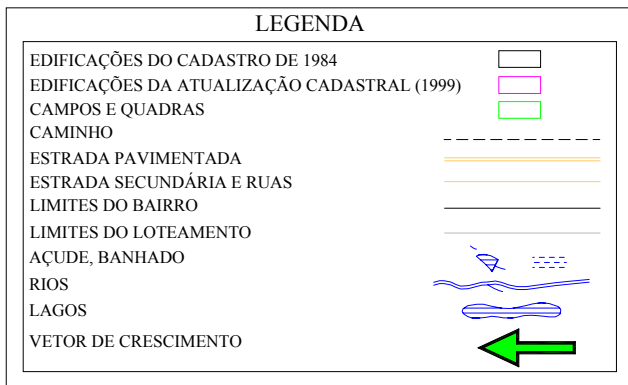 LEGENDA
EDIFICAÇÕES DO CADASTRO DE 1984
EDIFICAÇÕES DA ATUALIZAÇÃO CADASTRAL (1999)
CAMPOS E QUADRAS
CAMINHO
ESTRADA PAVIMENTADA
ESTRADA SECUNDÁRIA E RUAS
LIMITES DO BAIRRO
LIMITES DO LOTEAMENTO
AÇUDE, BANHADO
RIOS
LAGOS
VETOR DE CRESCIMENTO